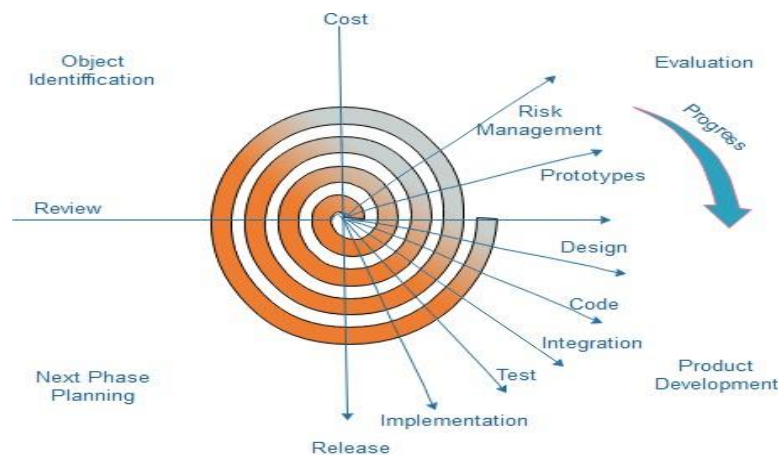 Cost
Object
Identiffication
Evaluation
Progress
Risk
Management
Prototypes
Review
Design
Code
Integration
Next Phase
Planning
Test
Product
Development
Implementation
Release